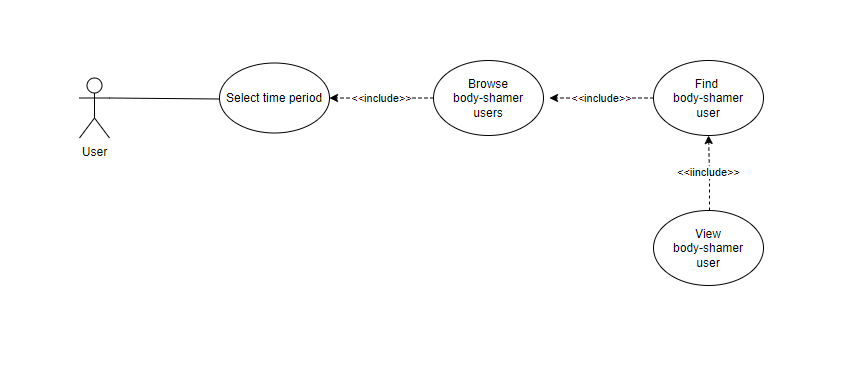 User
Select time period
<<include>>
Browse
body-shamer
users
<<include>>
Find
body-shamer
user
<<iinclude>>
View
body-shamer
user